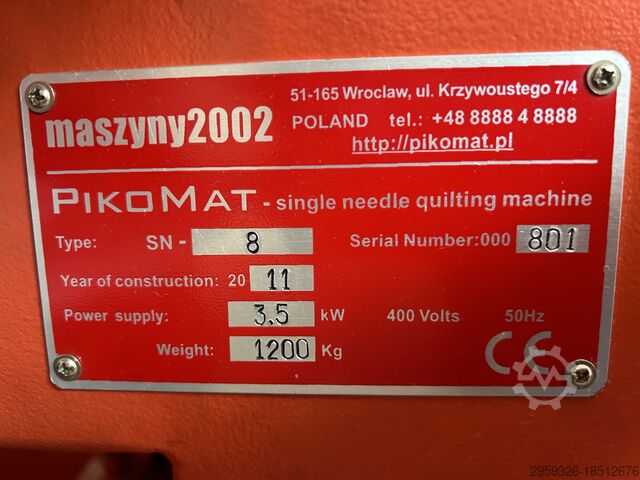 51-165 Wroclaw, ul. Krzywoustego 7/4
maszyny2002 POLAND tel.: +48 8888 4 8888
http://pikomat.pl
PIKOMAT - single needle quilting machine
Type: SN- 8 Serial Number:000 801
Year of construction: 20 11
Power supply: 3.5 kW 400 Volts 50Hz
Weight: 1200 Kg CE
2959326-18512676